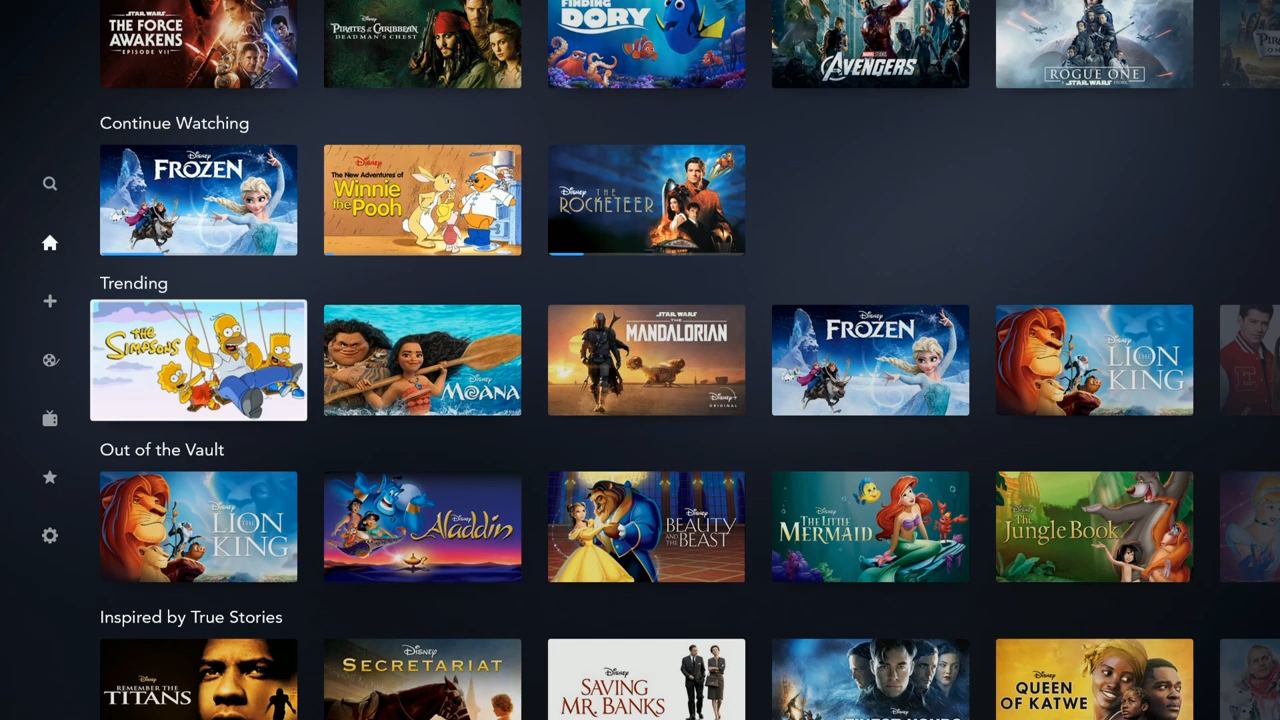 STAR WARS
THE FORCE
AWAKENS
EPISODE VII
Disney
PIRATES of the CARIBBEAN
DEADMAN'S CHEST
FINDING
DORY
MARVEL STUDIOS
AVENGERS
ROGUE ONE
A STAR WARS STORY
Continue Watching
Disney
FROZEN
Disney
The New Adventures of
Winnie
the Pooh
Disney
THE
ROCKETEER
Trending
THE
SIMPSONS
Disney
MOANA
STAR WARS
THE
MANDALORIAN
Disney+
ORIGINAL
Disney
FROZEN
Disney
THE
LION
KING
E
Out of the Vault
Disney
THE
LION
KING
Disney
Aladdin
Disney
BEAUTY
AND THE
BEAST
Disney
THE LITTLE
MERMAID
Disney
The
Jungle Book
Inspired by True Stories
Disney
REMEMBER THE
TITANS
Disney
SECRETARIAT
Disney
SAVING
MR. BANKS
Disney
Disney
QUEEN
OF KATWE